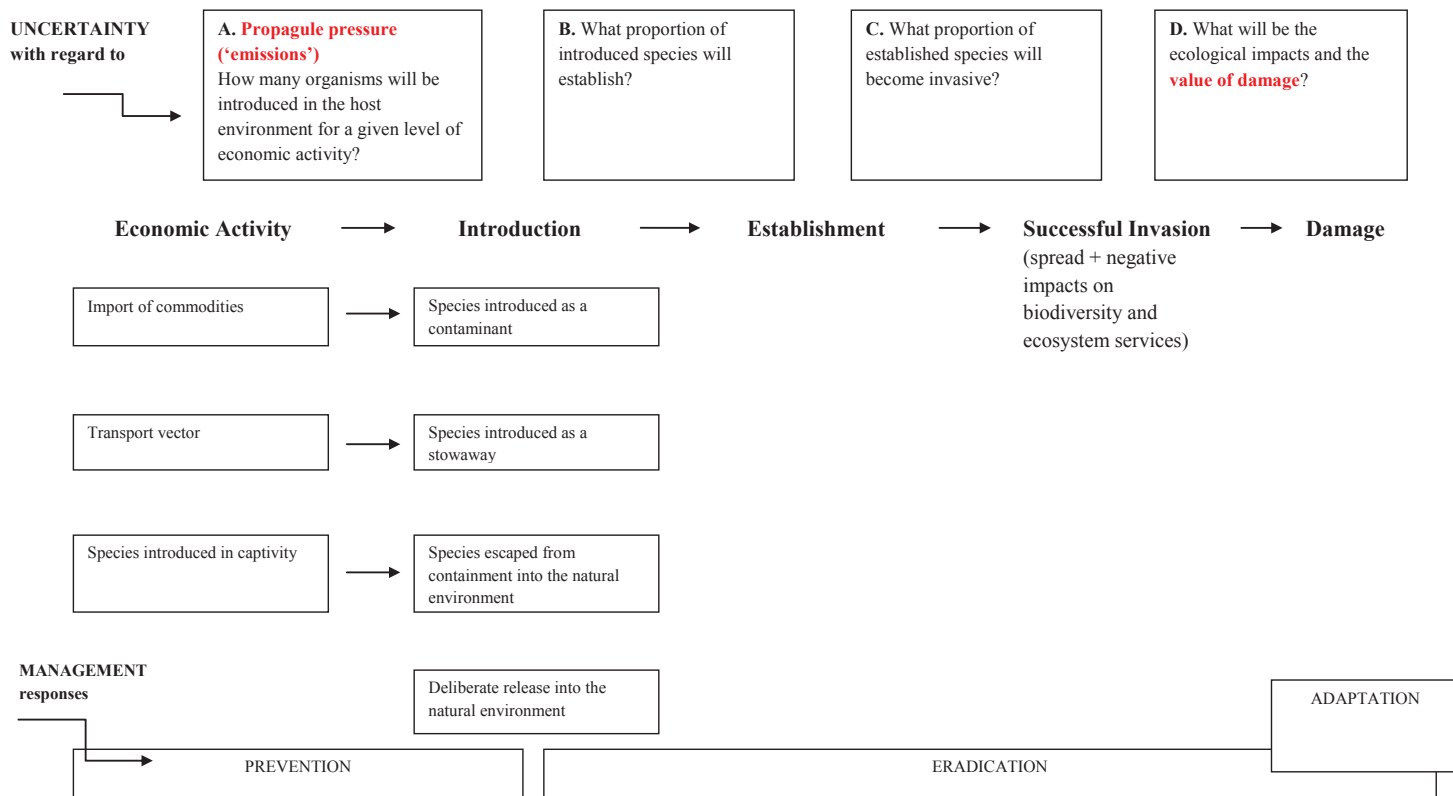 UNCERTAINTY
with regard to
A. Propagule pressure
(‘emissions’)
How many organisms will be
introduced in the host
environment for a given level of
economic activity?
B. What proportion of
introduced species will
establish?
C. What proportion of
established species will
become invasive?
D. What will be the
ecological impacts and the
value of damage?
Economic Activity
Introduction
Establishment
Successful Invasion
(spread + negative
impacts on
biodiversity and
ecosystem services)
Damage
Import of commodities
Species introduced as a
contaminant
Transport vector
Species introduced as a
stowaway
Species introduced in captivity
Species escaped from
containment into the natural
environment
MANAGEMENT
responses
Deliberate release into the
natural environment
ADAPTATION
PREVENTION
ERADICATION